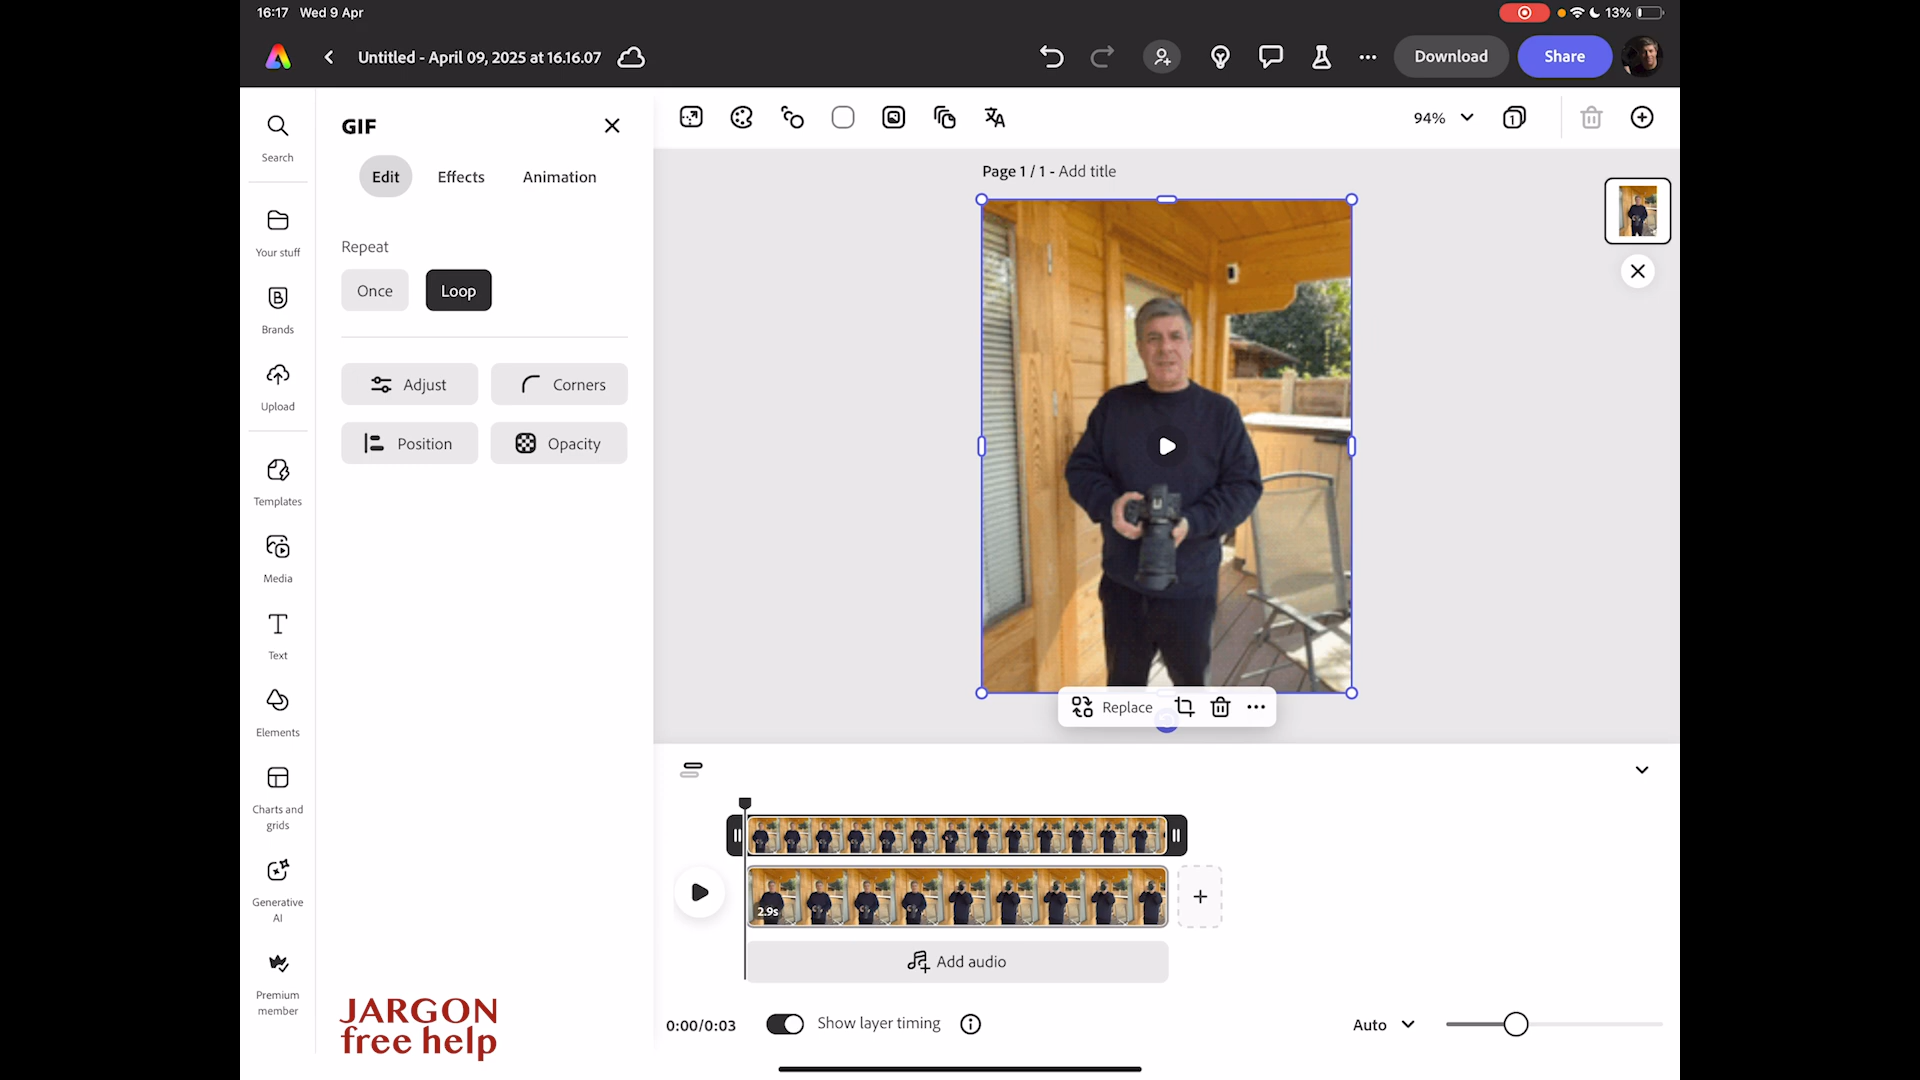 16:17 Wed 9 Apr
13%
Untitled - April 09, 2025 at 16.16.07
Download
Share
Search
Your stuff
Brands
Upload
Templates
Media
Text
Elements
Charts and
grids
Generative
AI
Premium
member
GIF
Edit
Effects
Animation
Repeat
Once
Loop
Adjust
Corners
Position
Opacity
JARGON
free help
94%
1
Page 1 / 1 - Add title
Replace
2.9s
Add audio
0:00/0:03
Show layer timing
Auto